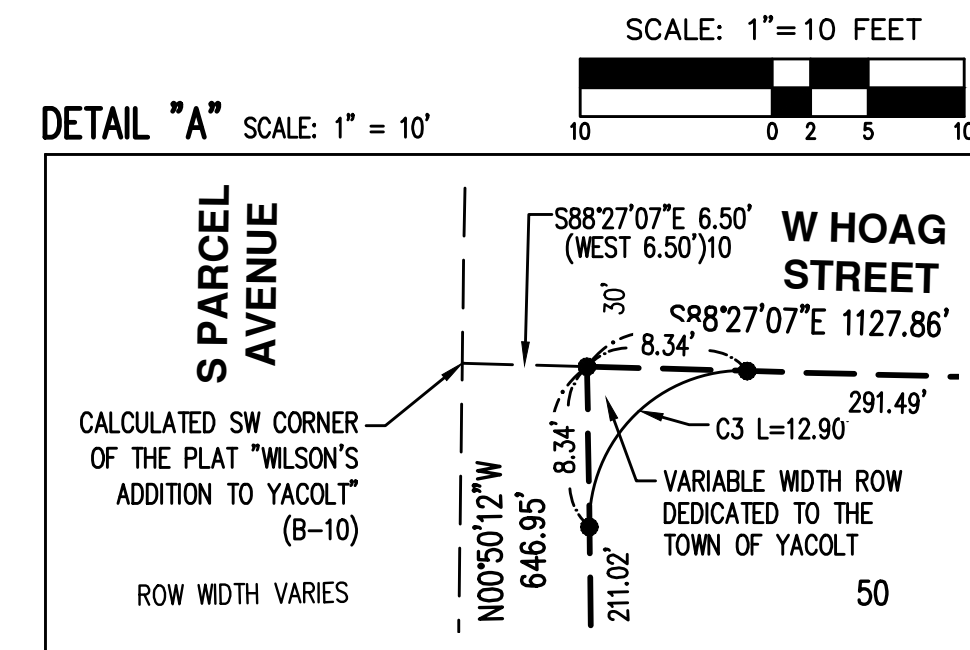 SCALE: 1"=10 FEET
10 0 2 5 10
DETAIL "A" SCALE: 1" = 10'
S PARCEL
AVENUE
S88°27'07"E 6.50'
(WEST 6.50')10
W HOAG
STREET
30'
S88°27'07"E 1127.86'
8.34'
291.49'
CALCULATED SW CORNER
OF THE PLAT "WILSON'S
ADDITION TO YACOLT"
(B-10)
8.34'
C3 L=12.90'
VARIABLE WIDTH ROW
DEDICATED TO THE
TOWN OF YACOLT
N00°50'12"W
646.95'
211.02'
ROW WIDTH VARIES
50